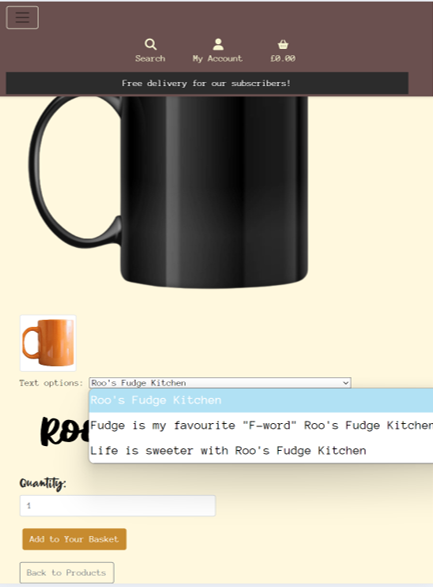 Search My Account £0.00
Free delivery for our subscribers!
Text options: Roo's Fudge Kitchen
Roo's Fudge Kitchen
Fudge is my favourite "F-word" Roo's Fudge Kitchen
Life is sweeter with Roo's Fudge Kitchen
Quantity:
1
Add to Your Basket
Back to Products